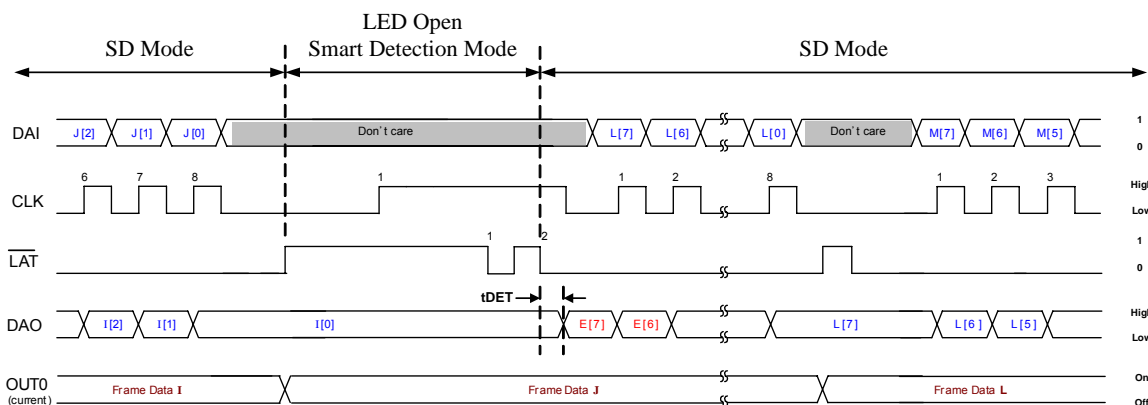 LED Open
SD Mode Smart Detection Mode SD Mode
DAI J[2] J[1] J[0] Don't care L[7] L[6] L[0] Don't care M[7] M[6] M[5] 1 0
CLK 6 7 8 1 1 2 8 1 2 3 High Low
LAT 1 2 1 0
tDET
DAO I[2] I[1] I[0] E[7] E[6] L[7] L[6] L[5] High Low
OUT0 (current) Frame Data I Frame Data J Frame Data L On Off